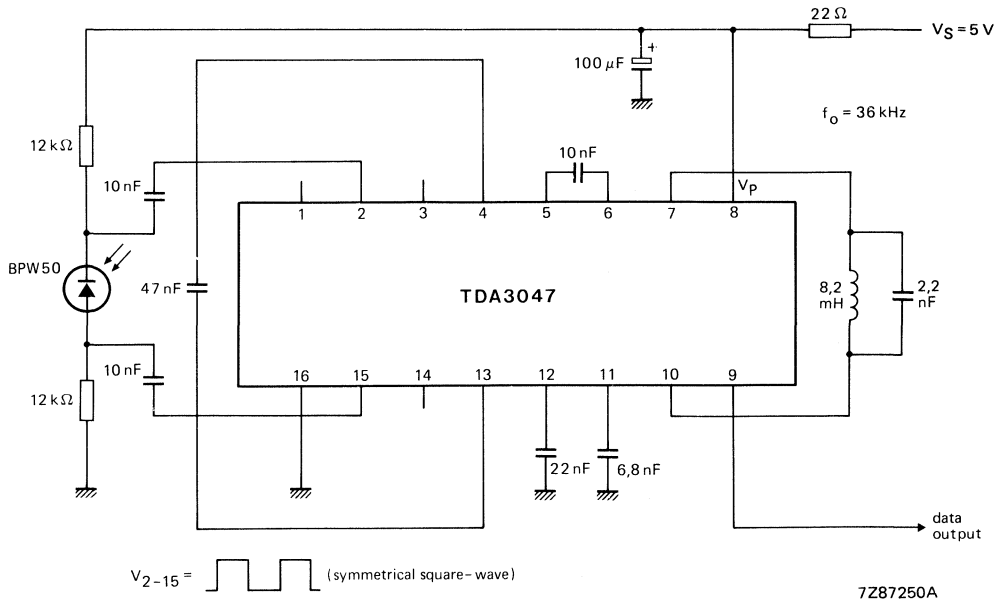 22 Ω
V_S = 5 V
+
100 μF
f_o = 36 kHz
12 kΩ
10 nF
10 nF
V_P
1 2 3 4 5 6 7 8
BPW50
47 nF
TDA3047
8,2 mH
2,2 nF
10 nF
16 15 14 13 12 11 10 9
12 kΩ
22 nF
6,8 nF
data
output
V_2-15 = (symmetrical square-wave)
7Z87250A